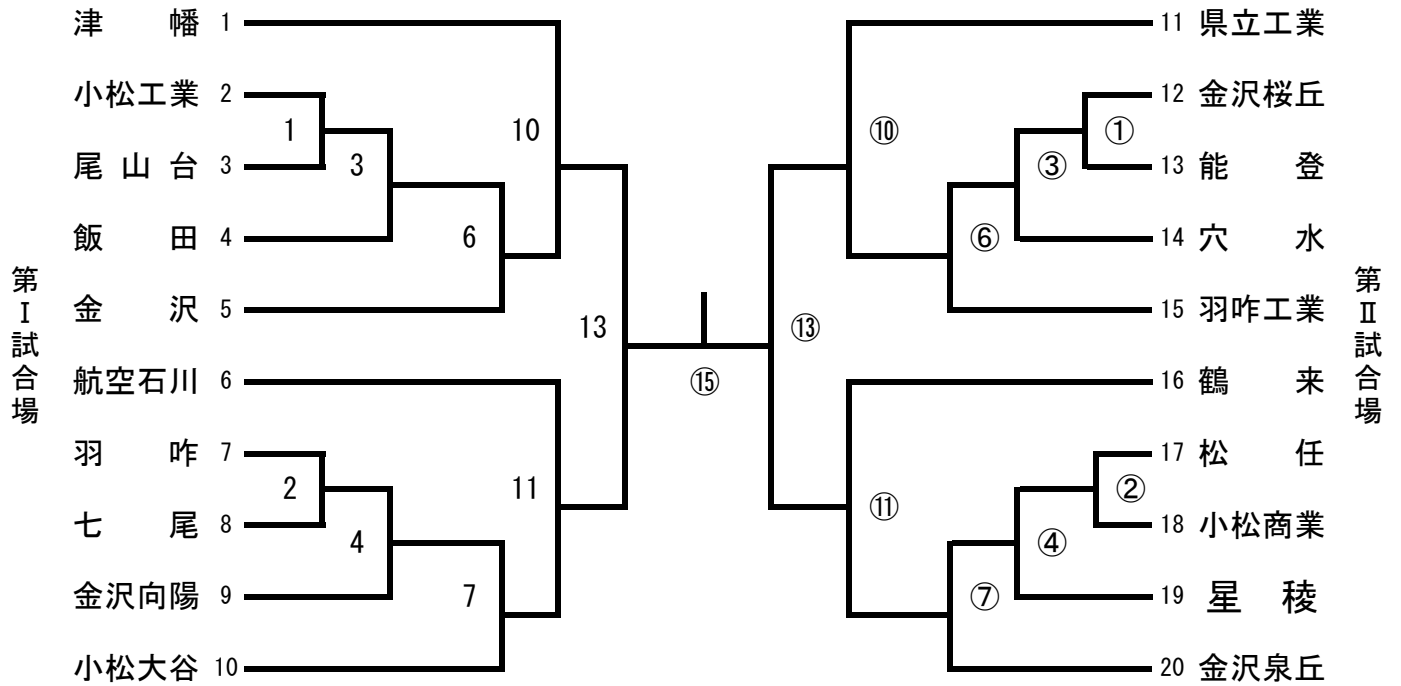 津幡 1
小松工業 2
尾山台 3
飯田 4
金沢 5
航空石川 6
羽咋 7
七尾 8
金沢向陽 9
小松大谷 10
第Ⅰ試合場
1
3
6
10
2
4
7
11
13
⑮
⑬
⑩
①
③
⑥
⑪
②
④
⑦
11 県立工業
12 金沢桜丘
13 能登
14 穴水
15 羽咋工業
16 鶴来
17 松任
18 小松商業
19 星稜
20 金沢泉丘
第Ⅱ試合場